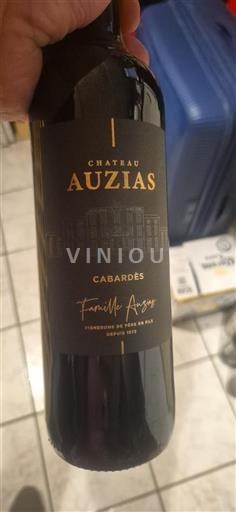 CHATEAU
AUZIAS
VINIOU
CABARDÈS
Famille Auzias
VIGNERONS DE PÈRE EN FILS
DEPUIS 1872